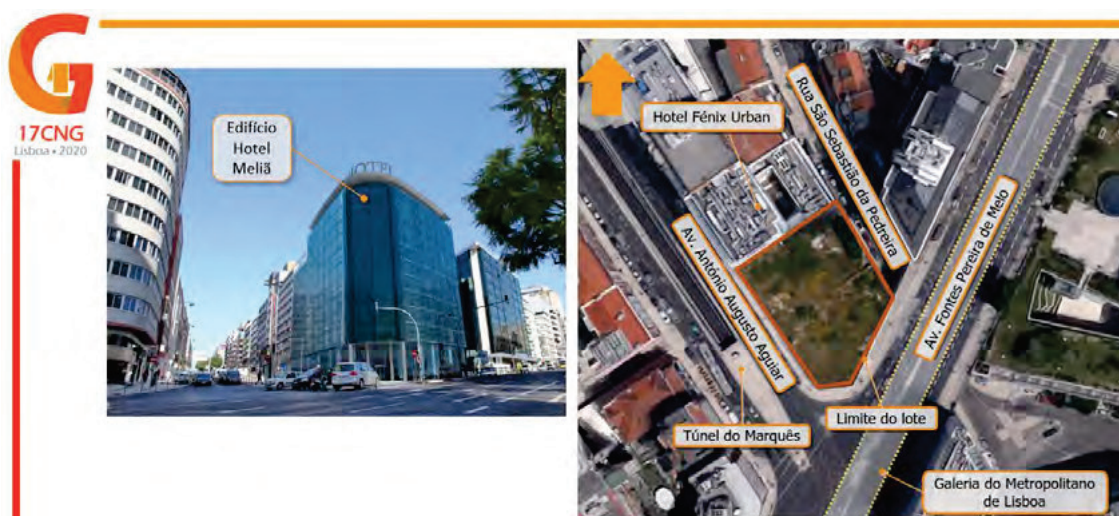 17CNG
Lisboa • 2020
Edifício
Hotel
Meliã
HOTEL
Hotel Fénix Urban
Rua São Sebastião da Pedreira
Av. António Augusto Aguiar
Av. Fontes Pereira de Melo
Túnel do Marquês
Limite do lote
Galeria do Metropolitano
de Lisboa